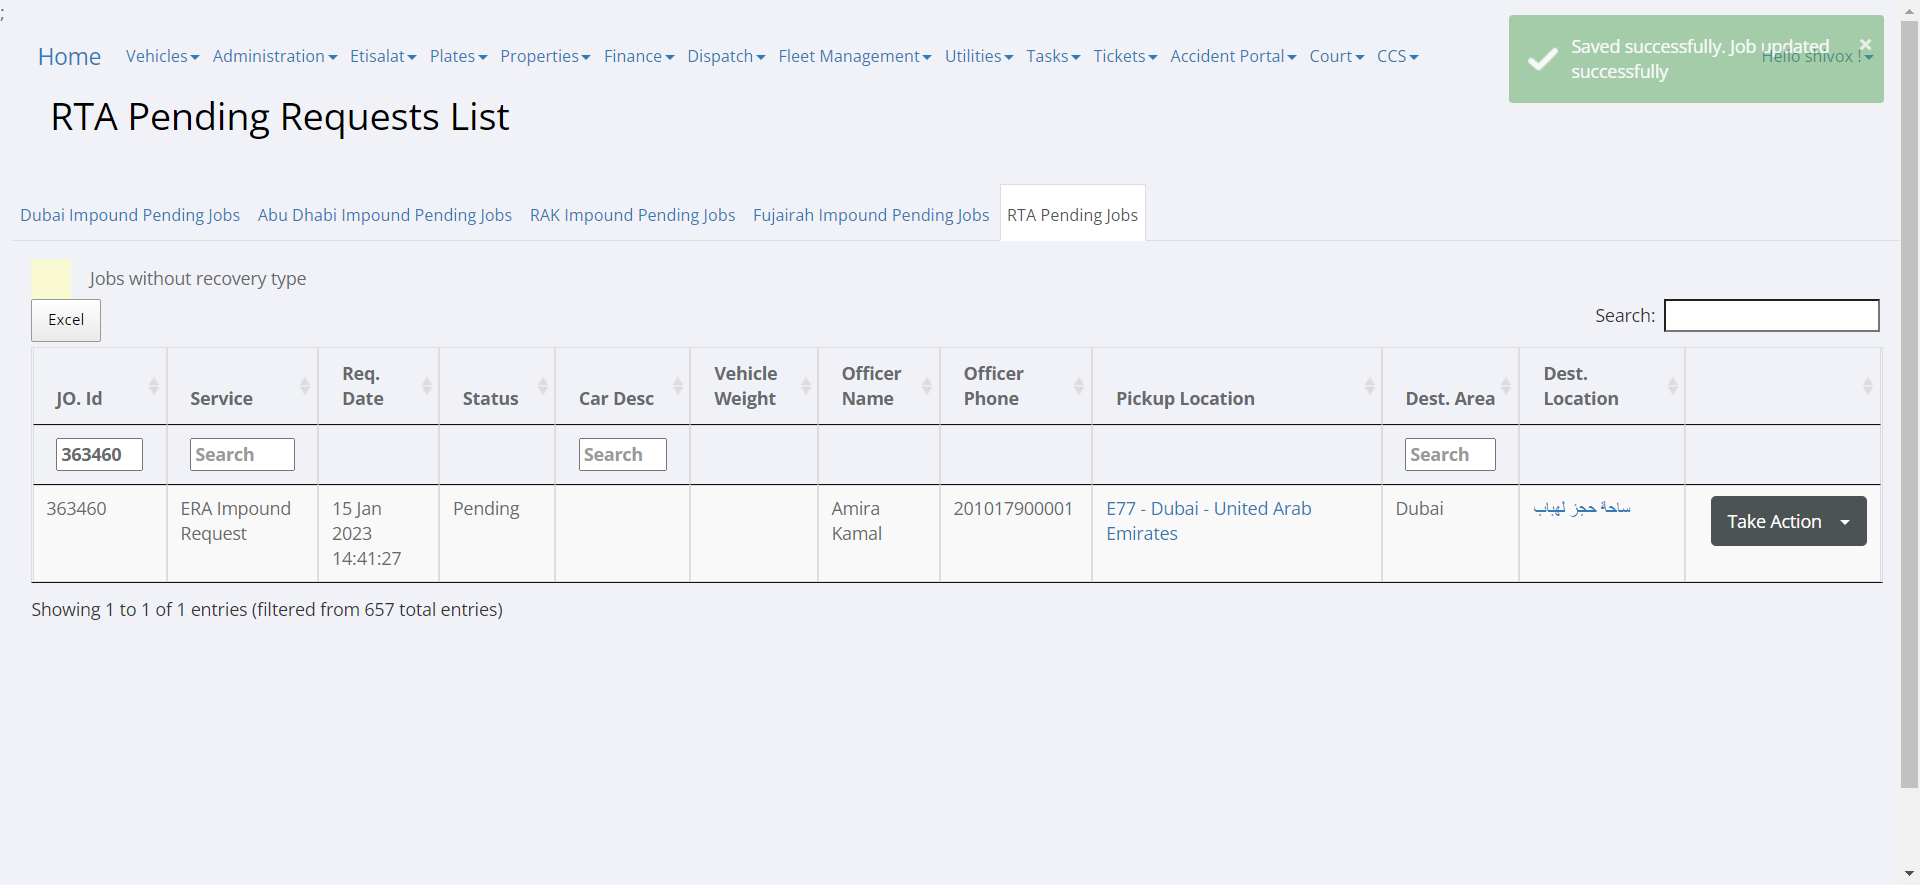 ;
Home Vehicles Administration Etisalat Plates Properties Finance Dispatch Fleet Management Utilities Tasks Tickets Accident Portal Court CCS Hello shivox !
Saved successfully. Job updated
successfully
×
RTA Pending Requests List
Dubai Impound Pending Jobs Abu Dhabi Impound Pending Jobs RAK Impound Pending Jobs Fujairah Impound Pending Jobs RTA Pending Jobs
Jobs without recovery type
Excel
Search:
JO. Id Service Req. Date Status Car Desc Vehicle Weight Officer Name Officer Phone Pickup Location Dest. Area Dest. Location
363460 Search Search Search
363460 ERA Impound Request 15 Jan 2023 14:41:27 Pending Amira Kamal 201017900001 E77 - Dubai - United Arab Emirates Dubai ساحة حجز لهباب Take Action
Showing 1 to 1 of 1 entries (filtered from 657 total entries)